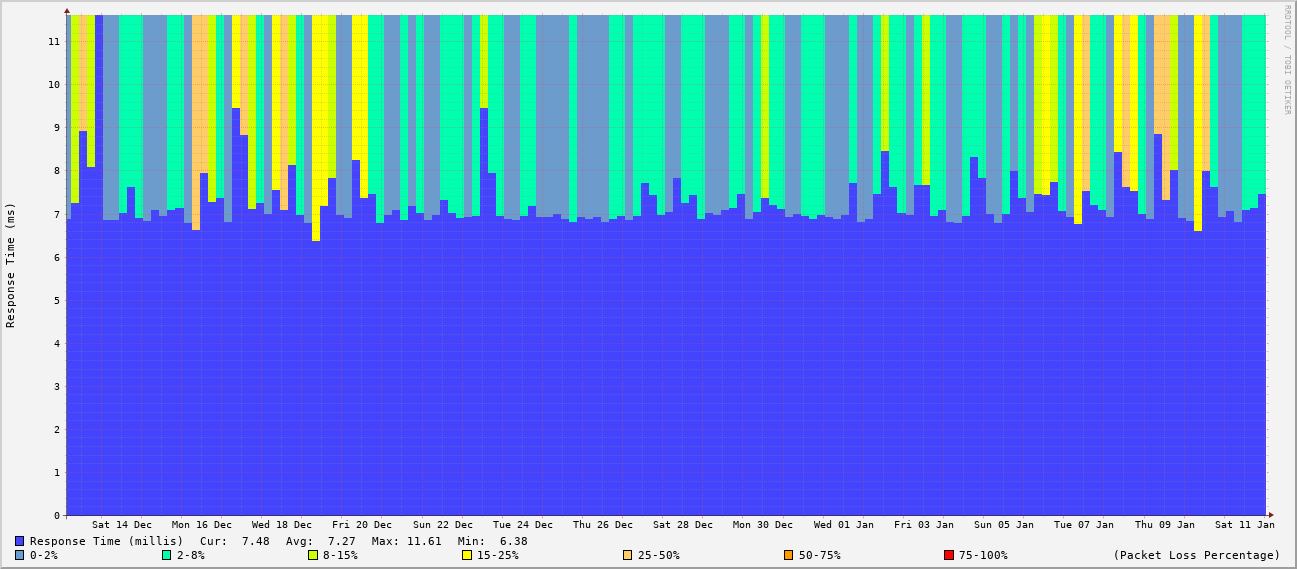 RRDTOOL / TOBI OETIKER
Response Time (ms)
11
10
9
8
7
6
5
4
3
2
1
0
Sat 14 Dec Mon 16 Dec Wed 18 Dec Fri 20 Dec Sun 22 Dec Tue 24 Dec Thu 26 Dec Sat 28 Dec Mon 30 Dec Wed 01 Jan Fri 03 Jan Sun 05 Jan Tue 07 Jan Thu 09 Jan Sat 11 Jan
Response Time (millis) Cur: 7.48 Avg: 7.27 Max: 11.61 Min: 6.38
0-2% 2-8% 8-15% 15-25% 25-50% 50-75% 75-100% (Packet Loss Percentage)